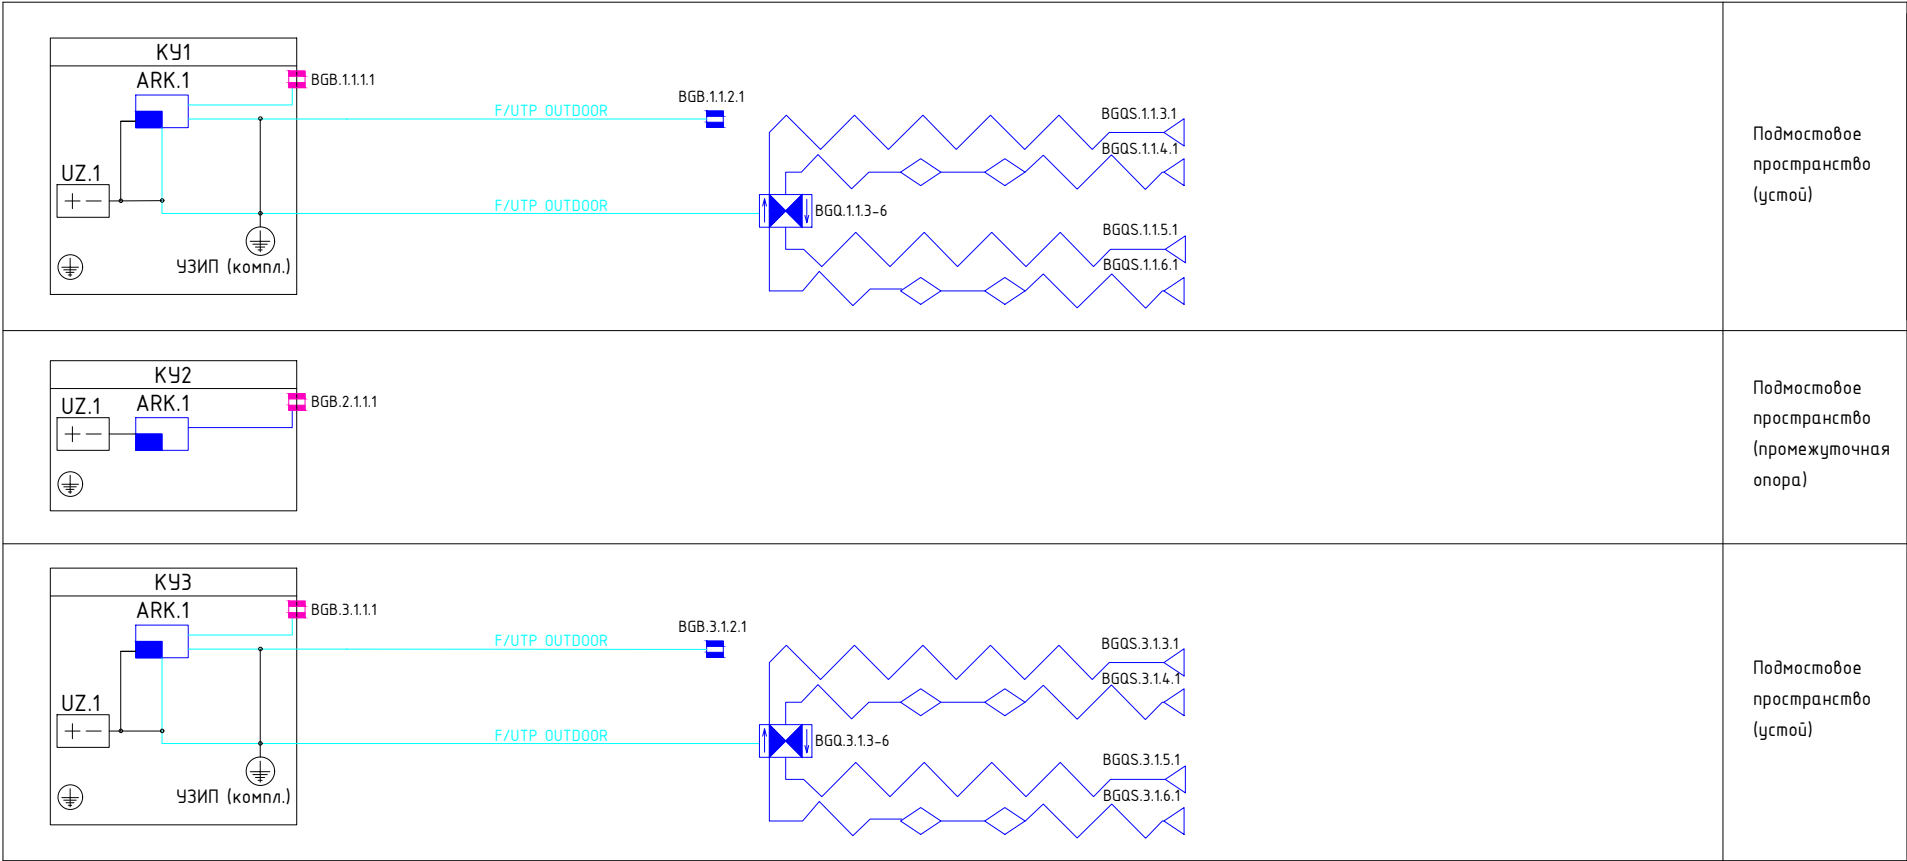 КУ1
ARK.1
BGB.1.1.1.1
F/UTP OUTDOOR
BGB.1.1.2.1
BGQS.1.1.3.1
BGQS.1.1.4.1
UZ.1
F/UTP OUTDOOR
BGQ.1.1.3-6
BGQS.1.1.5.1
BGQS.1.1.6.1
УЗИП (компл.)
Подмостовое
пространство
(устой)
КУ2
UZ.1
ARK.1
BGB.2.1.1.1
Подмостовое
пространство
(промежуточная
опора)
КУ3
ARK.1
BGB.3.1.1.1
F/UTP OUTDOOR
BGB.3.1.2.1
BGQS.3.1.3.1
BGQS.3.1.4.1
UZ.1
F/UTP OUTDOOR
BGQ.3.1.3-6
BGQS.3.1.5.1
BGQS.3.1.6.1
УЗИП (компл.)
Подмостовое
пространство
(устой)